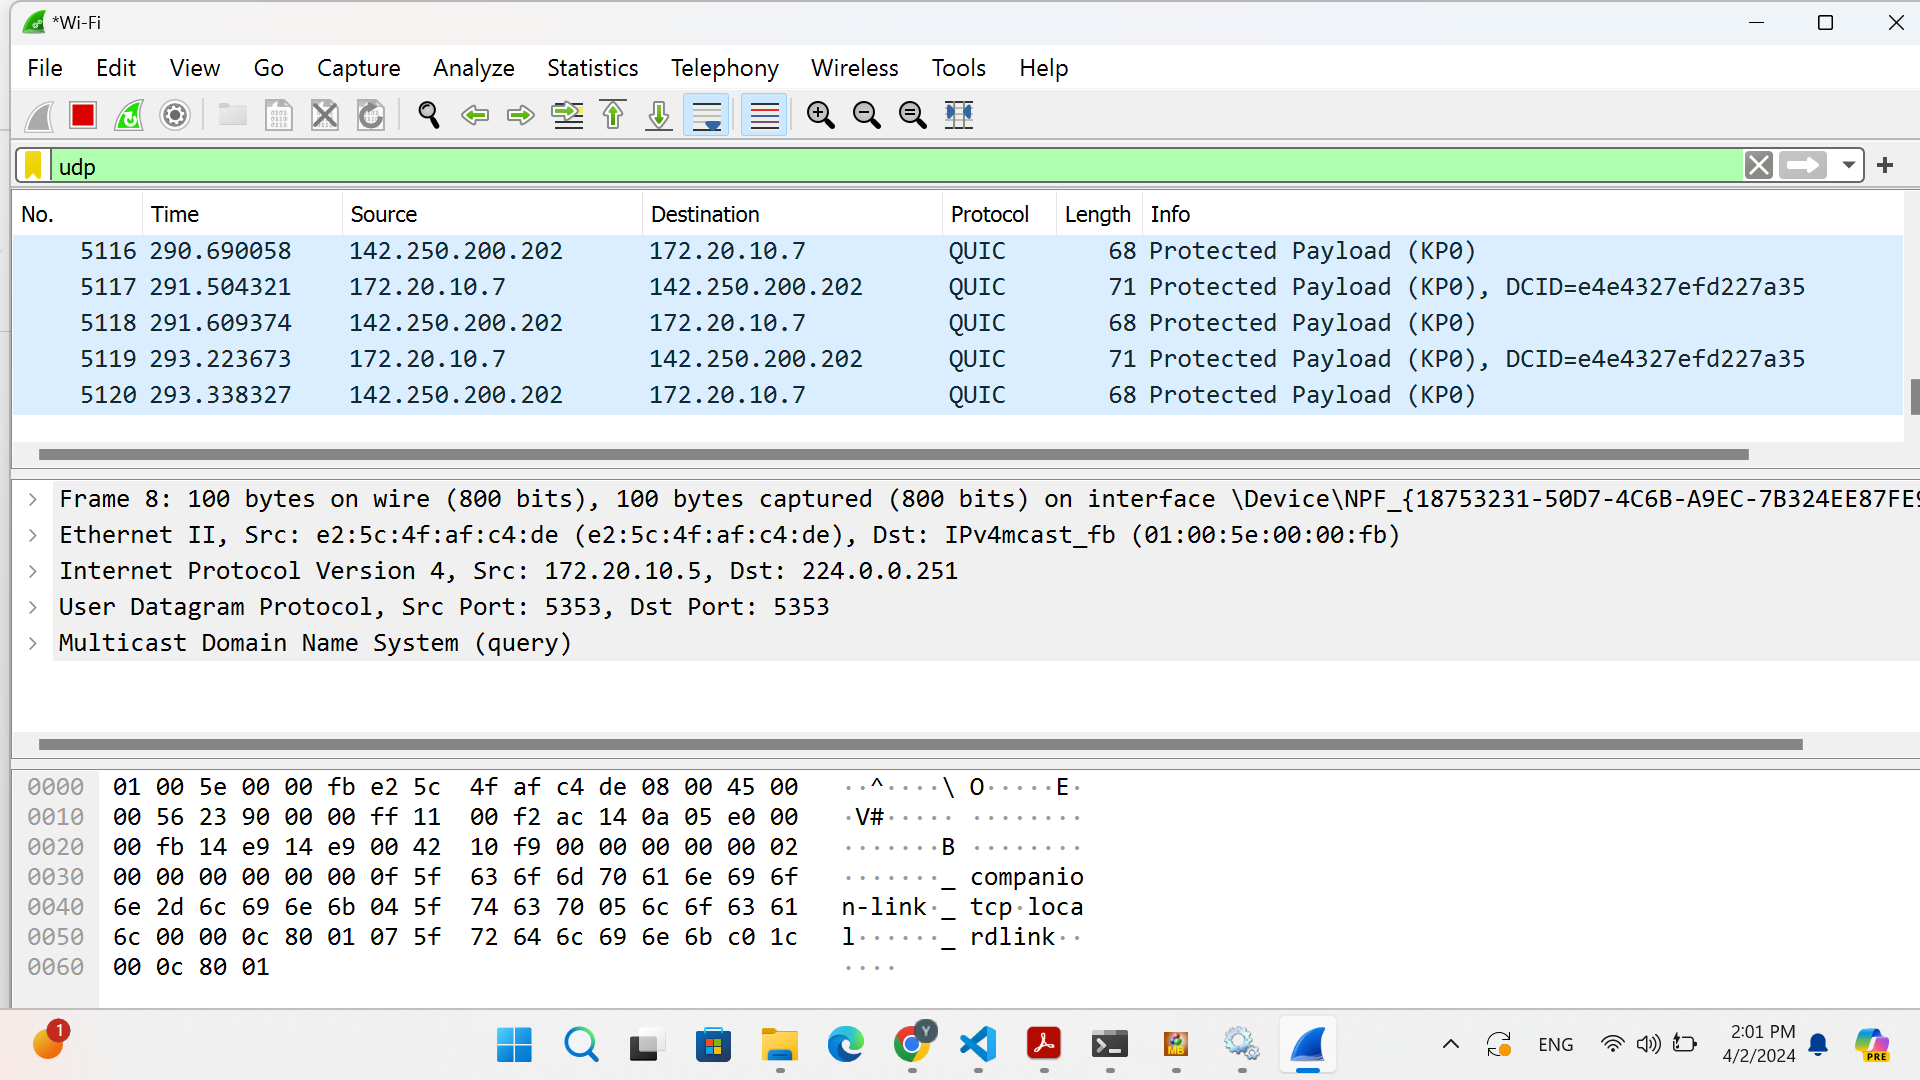 *Wi-Fi
File Edit View Go Capture Analyze Statistics Telephony Wireless Tools Help
udp
No. Time Source Destination Protocol Length Info
5116 290.690058 142.250.200.202 172.20.10.7 QUIC 68 Protected Payload (KP0)
5117 291.504321 172.20.10.7 142.250.200.202 QUIC 71 Protected Payload (KP0), DCID=e4e4327efd227a35
5118 291.609374 142.250.200.202 172.20.10.7 QUIC 68 Protected Payload (KP0)
5119 293.223673 172.20.10.7 142.250.200.202 QUIC 71 Protected Payload (KP0), DCID=e4e4327efd227a35
5120 293.338327 142.250.200.202 172.20.10.7 QUIC 68 Protected Payload (KP0)
Frame 8: 100 bytes on wire (800 bits), 100 bytes captured (800 bits) on interface \Device\NPF_{18753231-50D7-4C6B-A9EC-7B324EE87FE9
Ethernet II, Src: e2:5c:4f:af:c4:de (e2:5c:4f:af:c4:de), Dst: IPv4mcast_fb (01:00:5e:00:00:fb)
Internet Protocol Version 4, Src: 172.20.10.5, Dst: 224.0.0.251
User Datagram Protocol, Src Port: 5353, Dst Port: 5353
Multicast Domain Name System (query)
0000 01 00 5e 00 00 fb e2 5c 4f af c4 de 08 00 45 00 ··^····\ O·····E·
0010 00 56 23 90 00 00 ff 11 00 f2 ac 14 0a 05 e0 00 ·V#····· ········
0020 00 fb 14 e9 14 e9 00 42 10 f9 00 00 00 00 00 02 ·······B ········
0030 00 00 00 00 00 00 0f 5f 63 6f 6d 70 61 6e 69 6f ·······_ companio
0040 6e 2d 6c 69 6e 6b 04 5f 74 63 70 05 6c 6f 63 61 n-link·_ tcp·loca
0050 6c 00 00 0c 80 01 07 5f 72 64 6c 69 6e 6b c0 1c l······_ rdlink··
0060 00 0c 80 01 ····
1
Y
MB
ENG
2:01 PM
4/2/2024
PRE